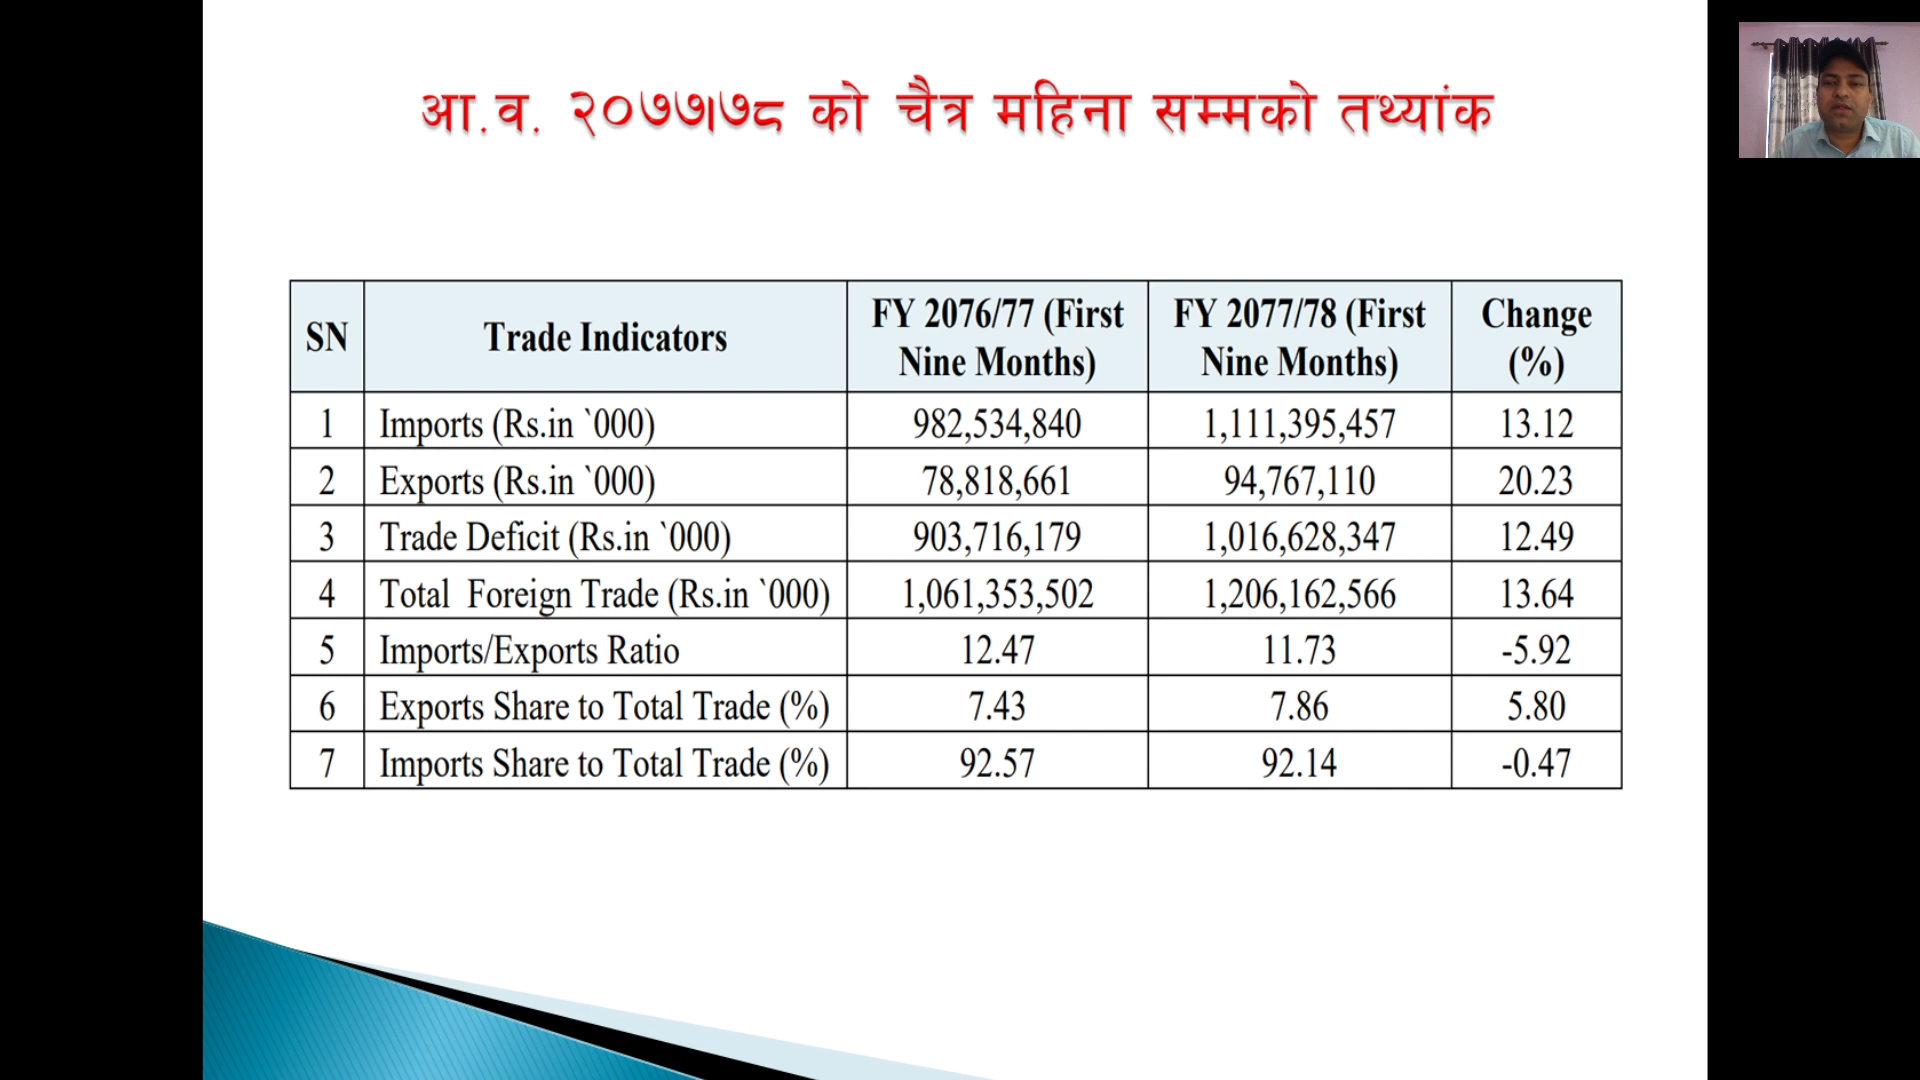 आ.व. २०७७।७८ को चैत्र महिना सम्मको तथ्यांक
SN Trade Indicators FY 2076/77 (First Nine Months) FY 2077/78 (First Nine Months) Change (%)
1 Imports (Rs.in `000) 982,534,840 1,111,395,457 13.12
2 Exports (Rs.in `000) 78,818,661 94,767,110 20.23
3 Trade Deficit (Rs.in `000) 903,716,179 1,016,628,347 12.49
4 Total Foreign Trade (Rs.in `000) 1,061,353,502 1,206,162,566 13.64
5 Imports/Exports Ratio 12.47 11.73 -5.92
6 Exports Share to Total Trade (%) 7.43 7.86 5.80
7 Imports Share to Total Trade (%) 92.57 92.14 -0.47